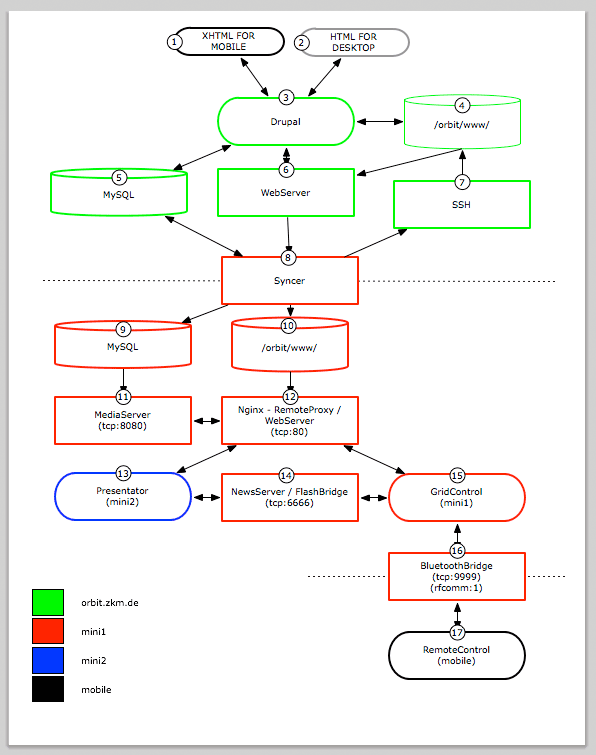 1
XHTML FOR
MOBILE
2
HTML FOR
DESKTOP
3
Drupal
4
/orbit/www/
5
MySQL
6
WebServer
7
SSH
8
Syncer
9
MySQL
10
/orbit/www/
11
MediaServer
(tcp:8080)
12
Nginx - RemoteProxy /
WebServer
(tcp:80)
13
Presentator
(mini2)
14
NewsServer / FlashBridge
(tcp:6666)
15
GridControl
(mini1)
16
BluetoothBridge
(tcp:9999)
(rfcomm:1)
17
RemoteControl
(mobile)
orbit.zkm.de
mini1
mini2
mobile